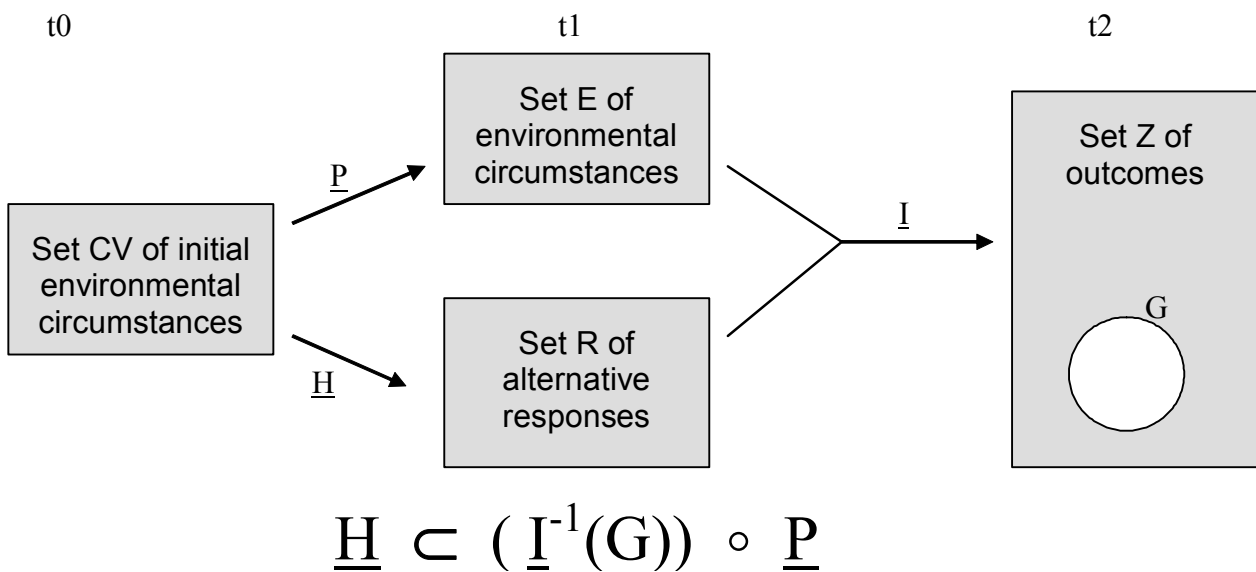 t0
t1
t2
Set E of
environmental
circumstances
Set Z of
outcomes
P
I
Set CV of initial
environmental
circumstances
H
Set R of
alternative
responses
G
H ⊂ ( I⁻¹(G)) ∘ P